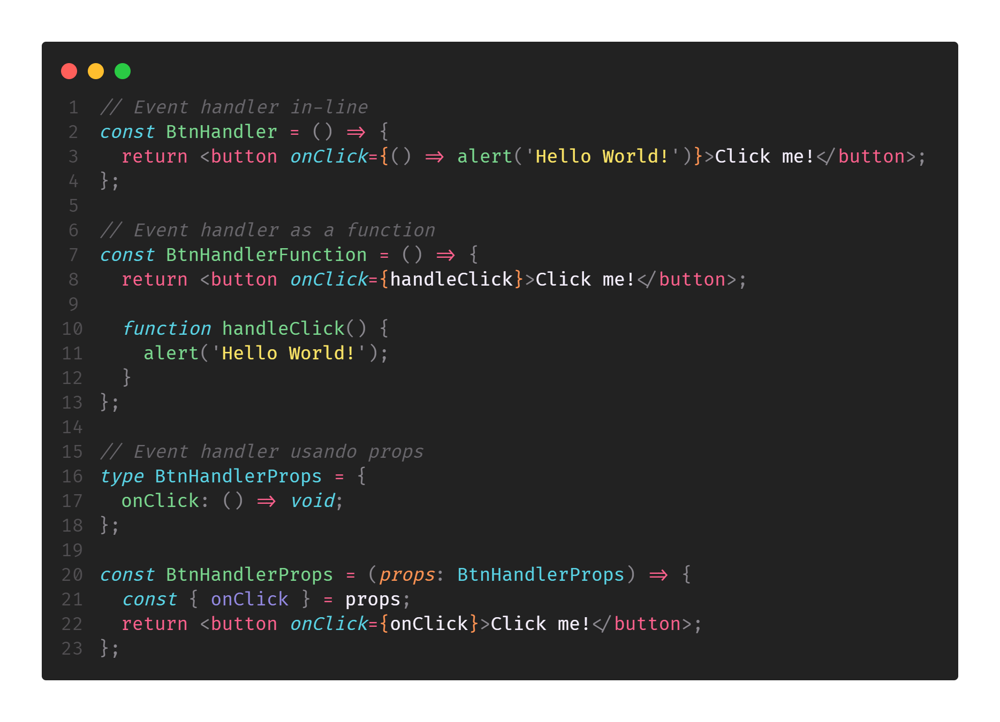 1 // Event handler in-line
2 const BtnHandler = () => {
3   return <button onClick={() => alert('Hello World!')}>Click me!</button>;
4 };
5
6 // Event handler as a function
7 const BtnHandlerFunction = () => {
8   return <button onClick={handleClick}>Click me!</button>;
9
10   function handleClick() {
11     alert('Hello World!');
12   }
13 };
14
15 // Event handler usando props
16 type BtnHandlerProps = {
17   onClick: () => void;
18 };
19
20 const BtnHandlerProps = (props: BtnHandlerProps) => {
21   const { onClick } = props;
22   return <button onClick={onClick}>Click me!</button>;
23 };